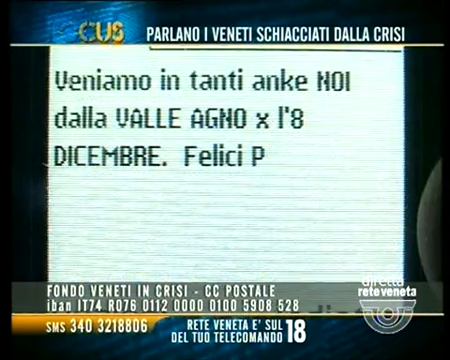 CUS
PARLANO I VENETI SCHIACCIATI DALLA CRISI
Veniamo in tanti anke NOI
dalla VALLE AGNO x l'8
DICEMBRE. Felici P
diretta
reteveneta
FONDO VENETI IN CRISI - CC POSTALE
iban IT74 R076 0112 0000 0100 5908 528
SMS 340 3218806
RETE VENETA E' SUL
DEL TUO TELECOMANDO 18